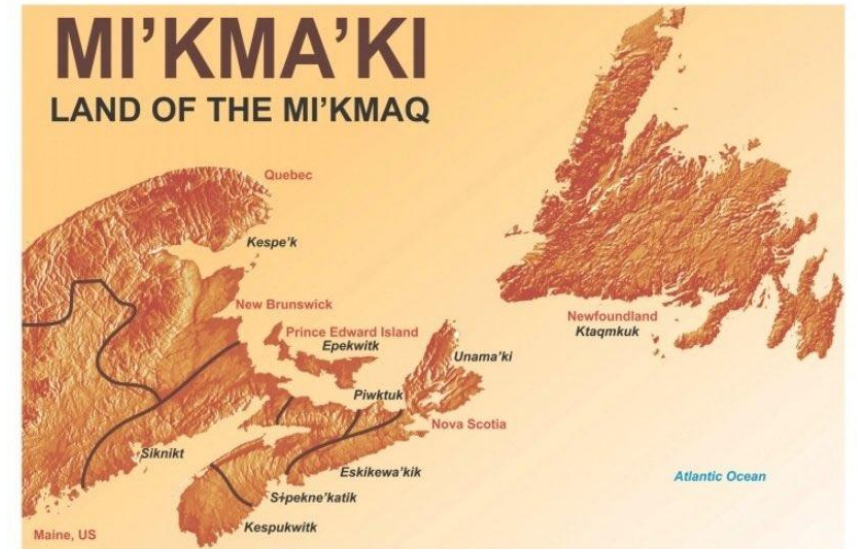 MI’KMA’KI
LAND OF THE MI’KMAQ
Quebec
Kespe’k
New Brunswick
Prince Edward Island
Epekwitk
Newfoundland
Ktaqmkuk
Unama’ki
Piwktuk
Nova Scotia
Siknikt
Eskikewa’kik
Sɨpekne’katik
Kespukwitk
Atlantic Ocean
Maine, US